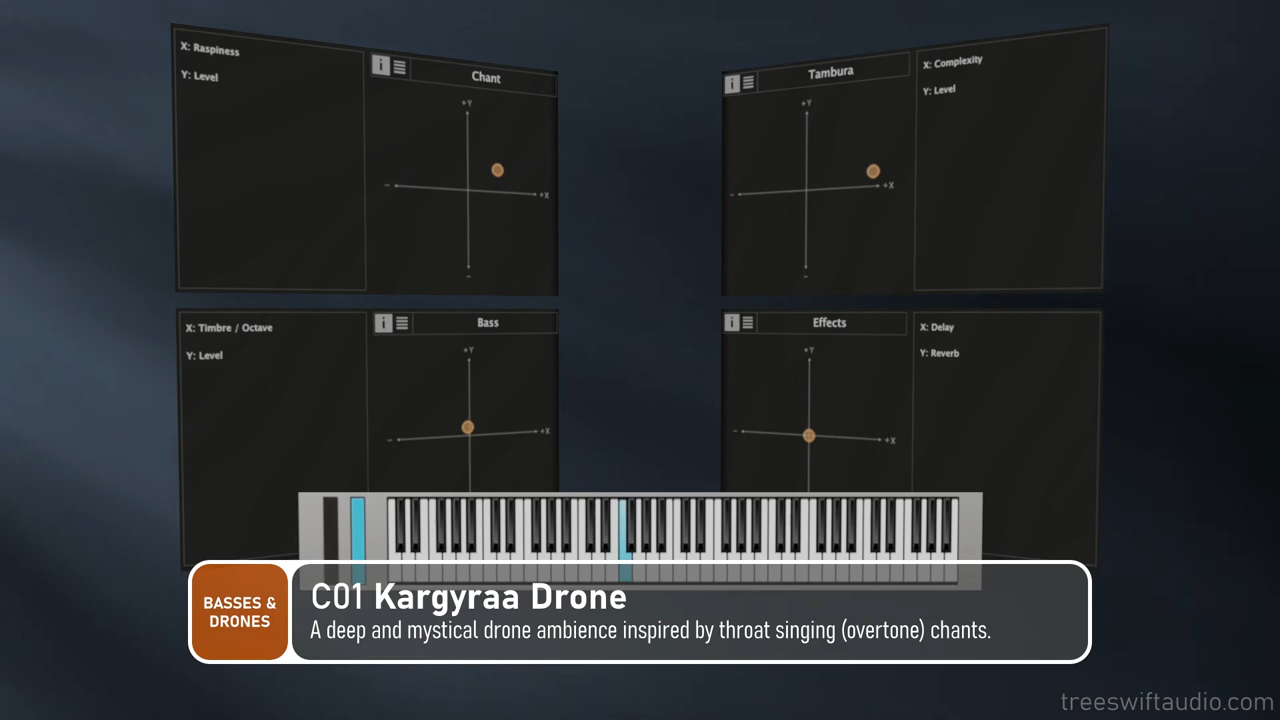 X: Raspiness
Y: Level
i
Chant
+Y
−
+X
−
i
Tambura
+Y
−
+X
−
X: Complexity
Y: Level
X: Timbre / Octave
Y: Level
i
Bass
+Y
−
+X
i
Effects
+Y
−
+X
X: Delay
Y: Reverb
BASSES &
DRONES
C01 Kargyraa Drone
A deep and mystical drone ambience inspired by throat singing (overtone) chants.
treeswiftaudio.com